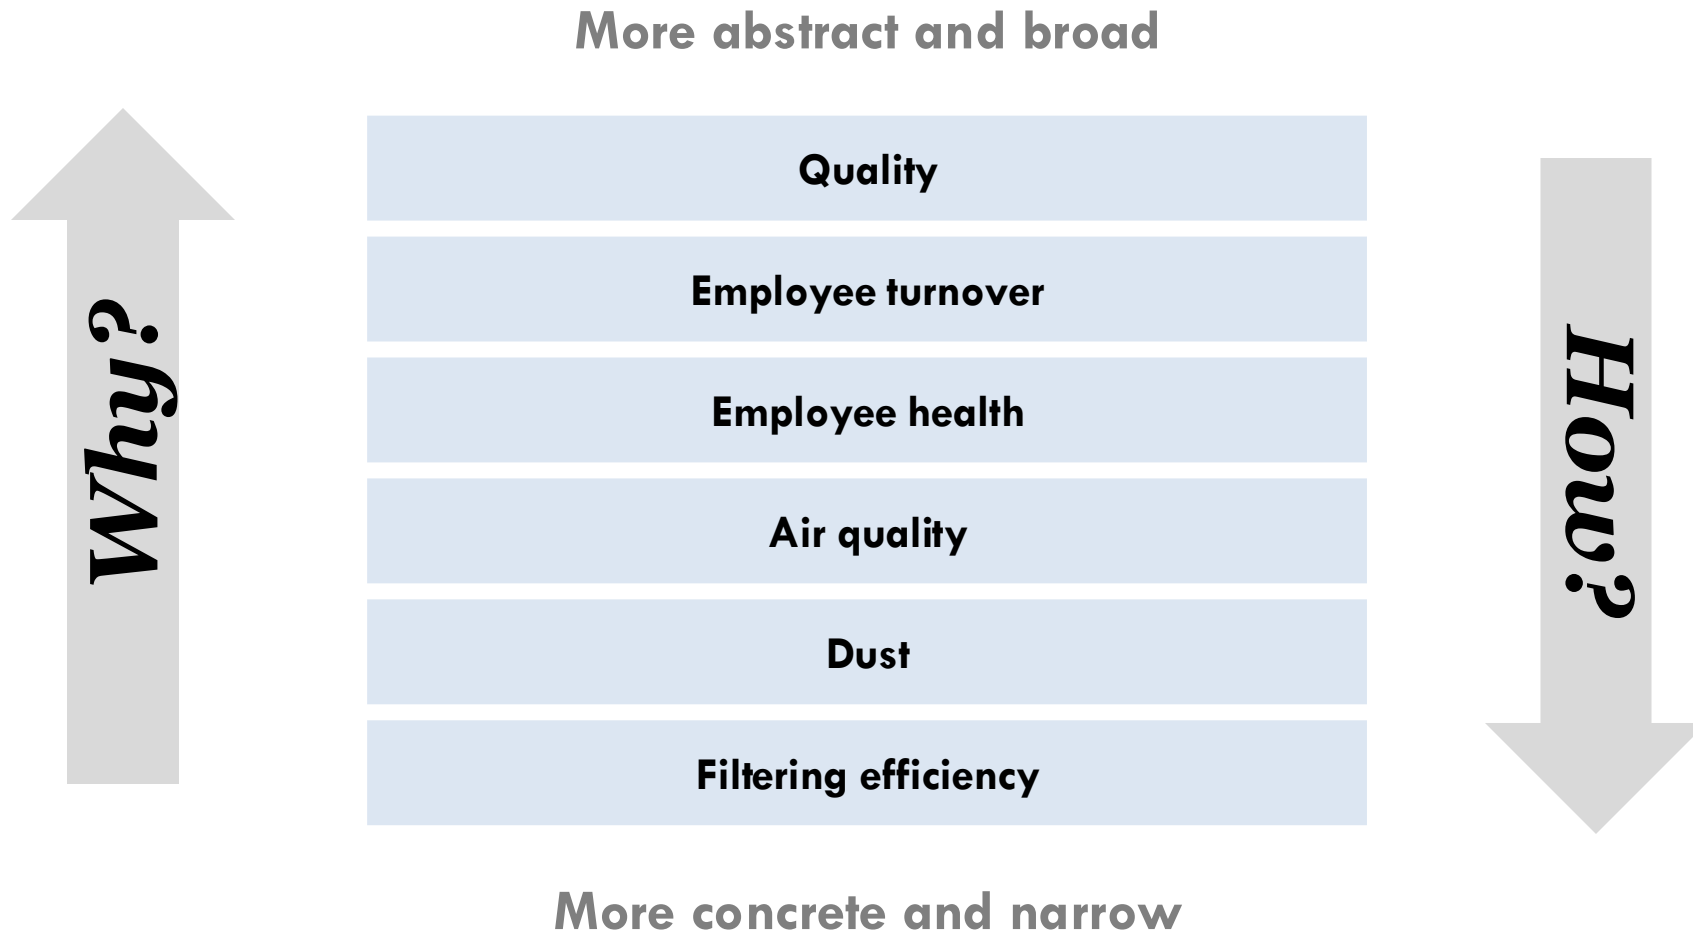 More abstract and broad
Why?
Quality
Employee turnover
Employee health
Air quality
Dust
Filtering efficiency
How?
More concrete and narrow